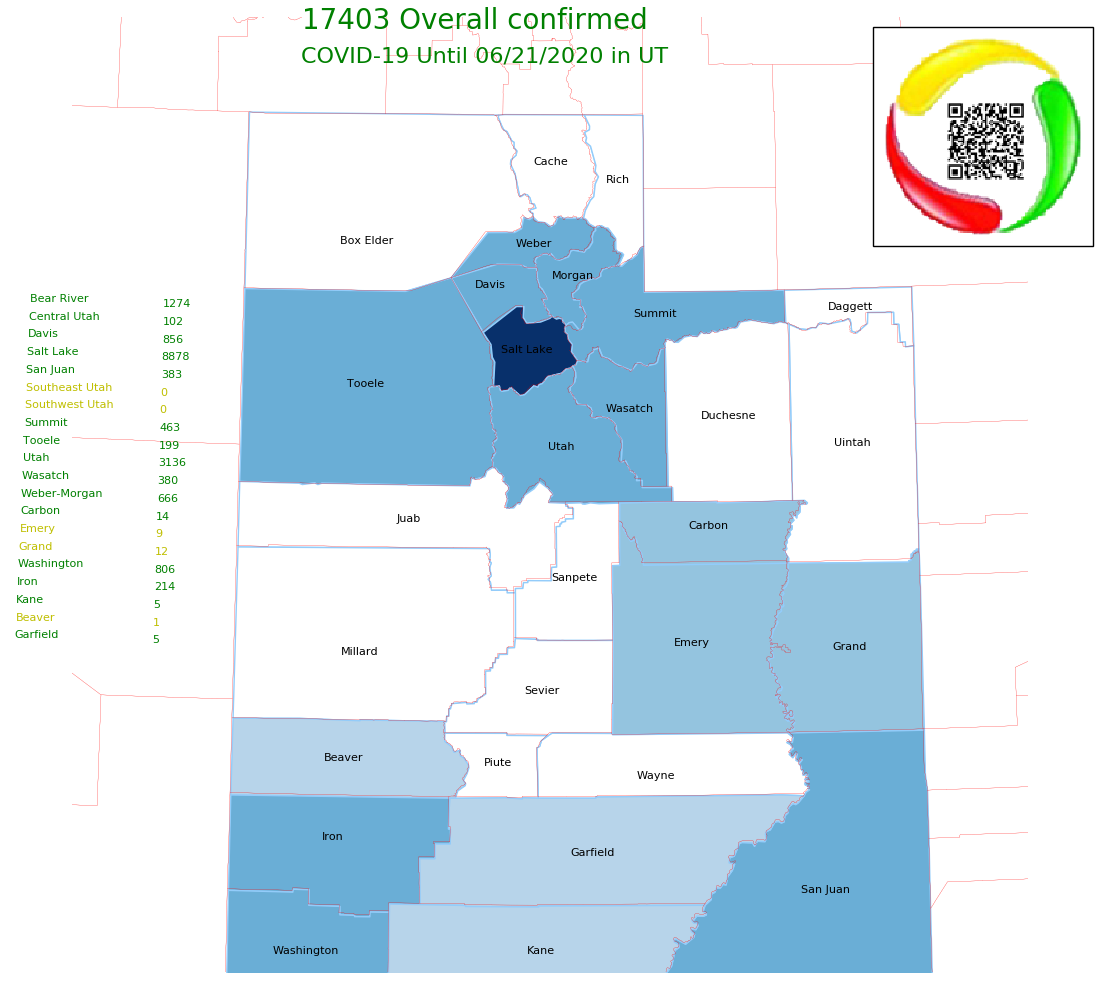 17403 Overall confirmed
COVID-19 Until 06/21/2020 in UT
Cache
Rich
Box Elder
Weber
Morgan
Davis
Summit
Daggett
Salt Lake
Tooele
Wasatch
Duchesne
Uintah
Utah
Juab
Carbon
Sanpete
Emery
Grand
Millard
Sevier
Beaver
Piute
Wayne
Iron
Garfield
San Juan
Washington
Kane
Bear River 1274
Central Utah 102
Davis 856
Salt Lake 8878
San Juan 383
Southeast Utah 0
Southwest Utah 0
Summit 463
Tooele 199
Utah 3136
Wasatch 380
Weber-Morgan 666
Carbon 14
Emery 9
Grand 12
Washington 806
Iron 214
Kane 5
Beaver 1
Garfield 5